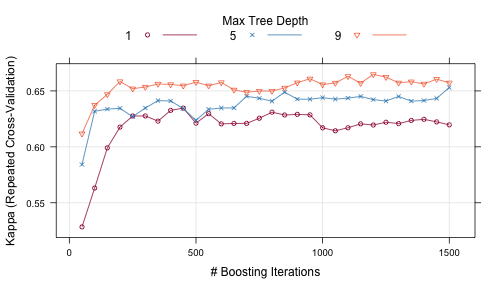 Max Tree Depth
1 5 9
Kappa (Repeated Cross-Validation)
0.65
0.60
0.55
0 500 1000 1500
# Boosting Iterations